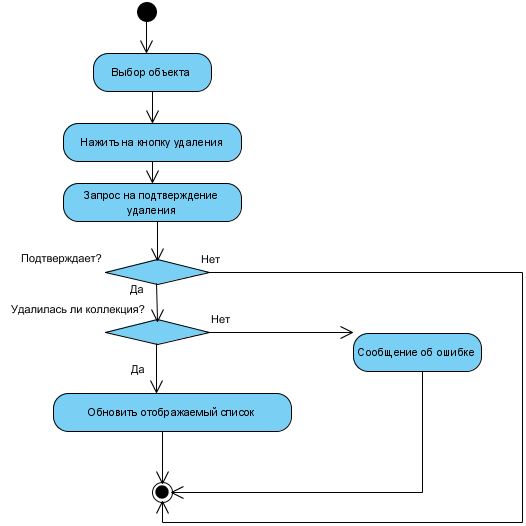 Выбор объекта
Нажить на кнопку удаления
Запрос на подтверждение
удаления
Подтверждает?
Нет
Да
Удалилась ли коллекция?
Нет
Сообщение об ошибке
Да
Обновить отображаемый список